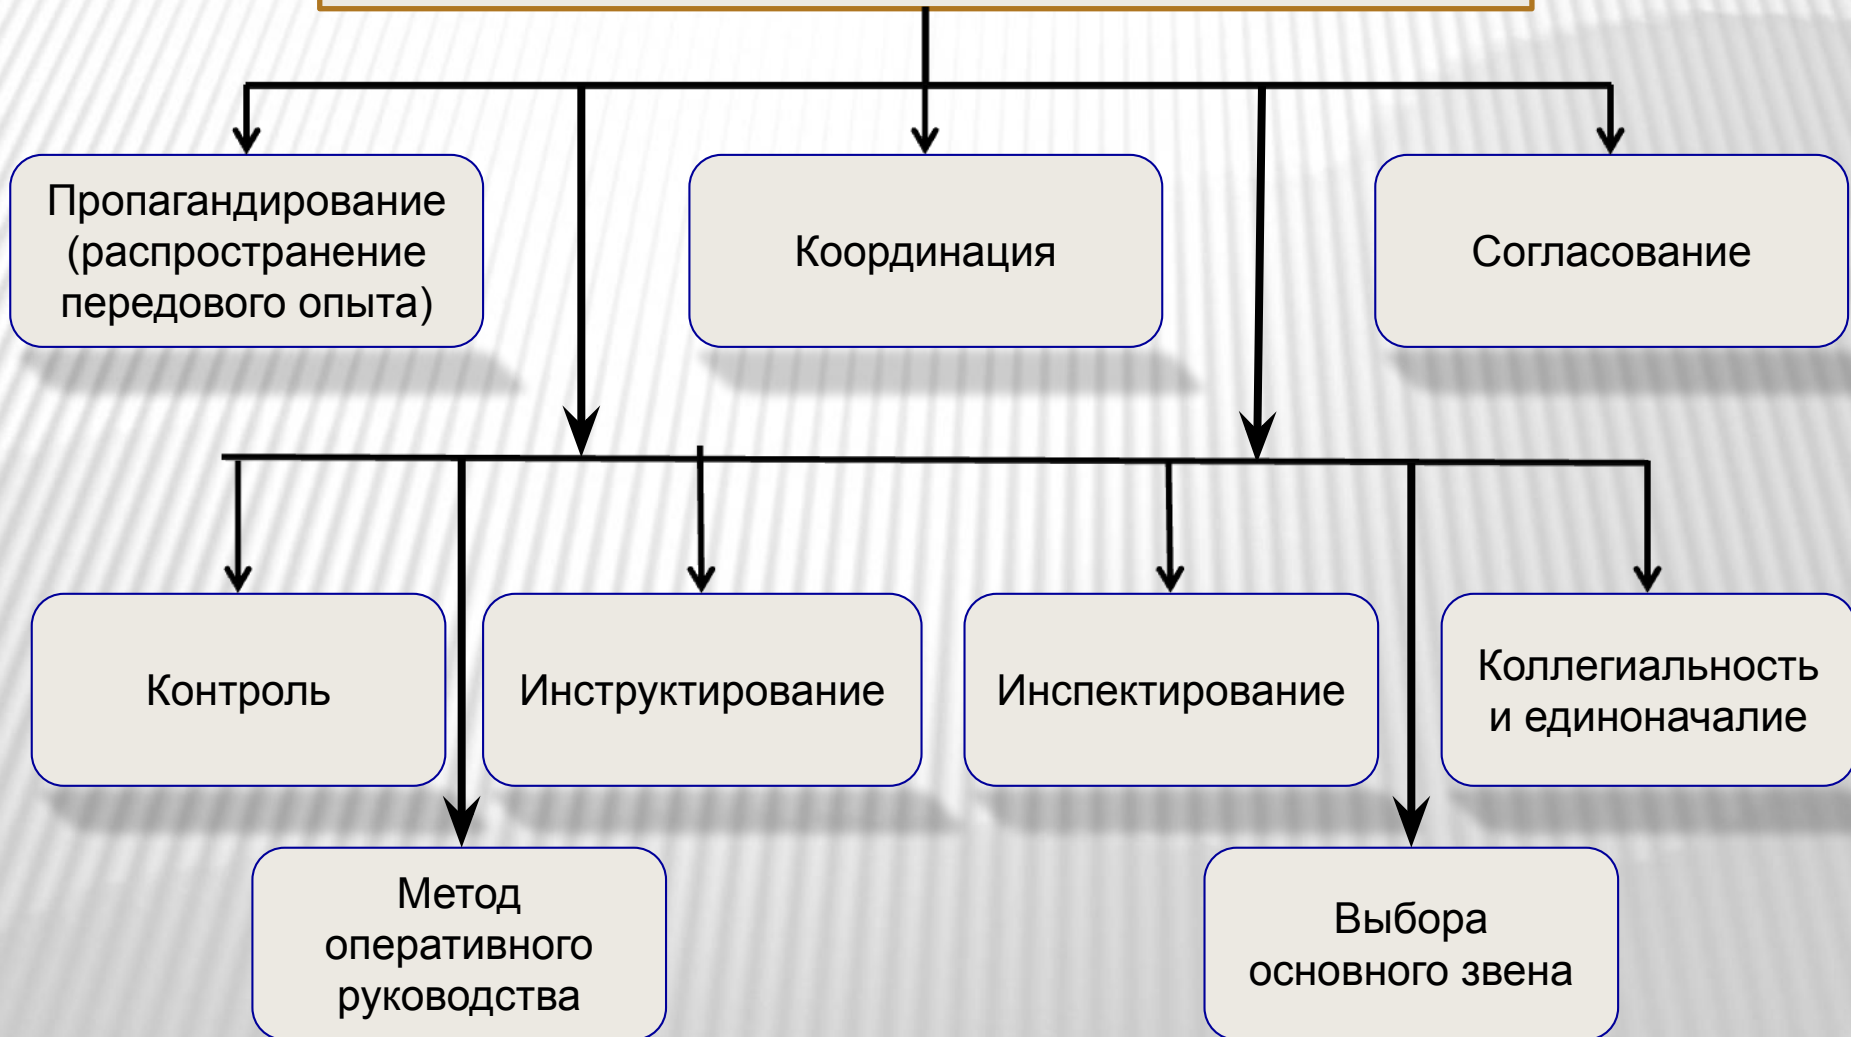 Пропагандирование
(распространение
передового опыта)
Координация
Согласование
Контроль
Инструктирование
Инспектирование
Коллегиальность
и единоначалие
Метод
оперативного
руководства
Выбора
основного звена